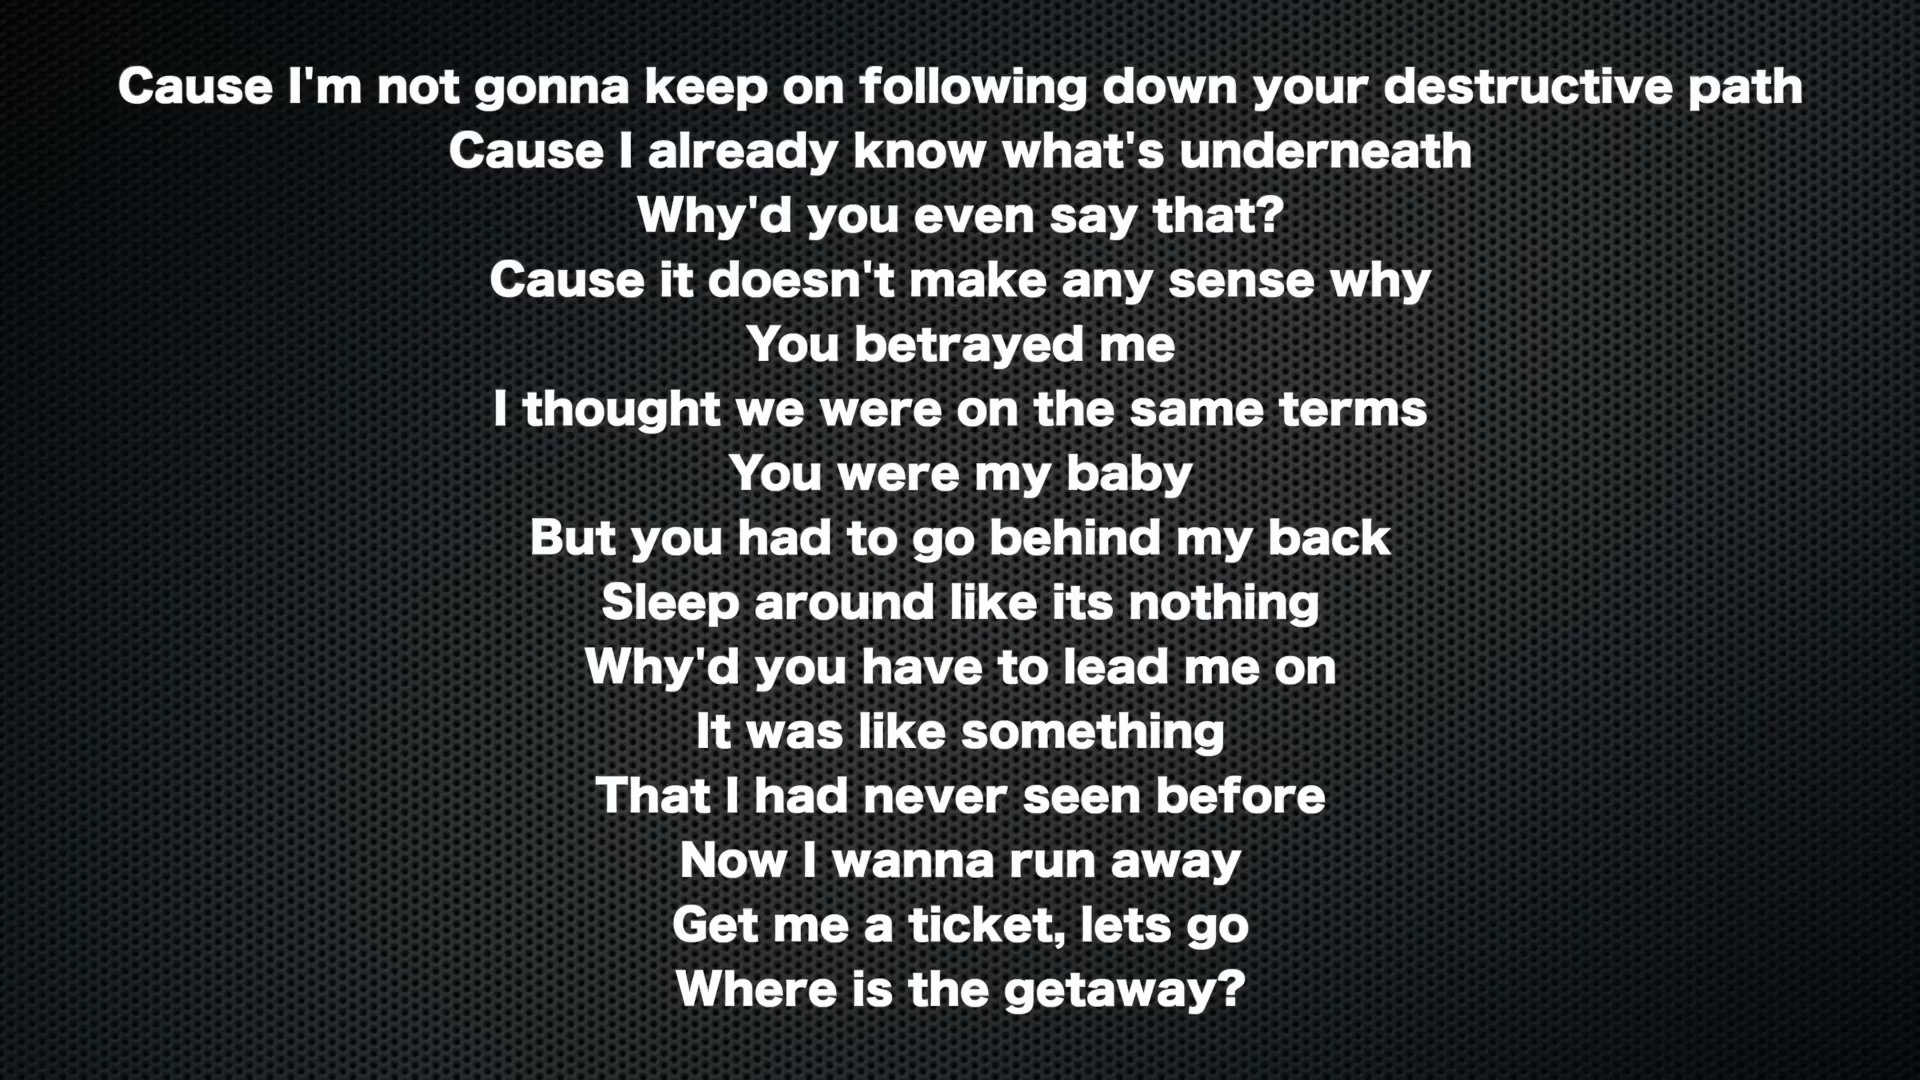 Cause I'm not gonna keep on following down your destructive path
Cause I already know what's underneath
Why'd you even say that?
Cause it doesn't make any sense why
You betrayed me
I thought we were on the same terms
You were my baby
But you had to go behind my back
Sleep around like its nothing
Why'd you have to lead me on
It was like something
That I had never seen before
Now I wanna run away
Get me a ticket, lets go
Where is the getaway?